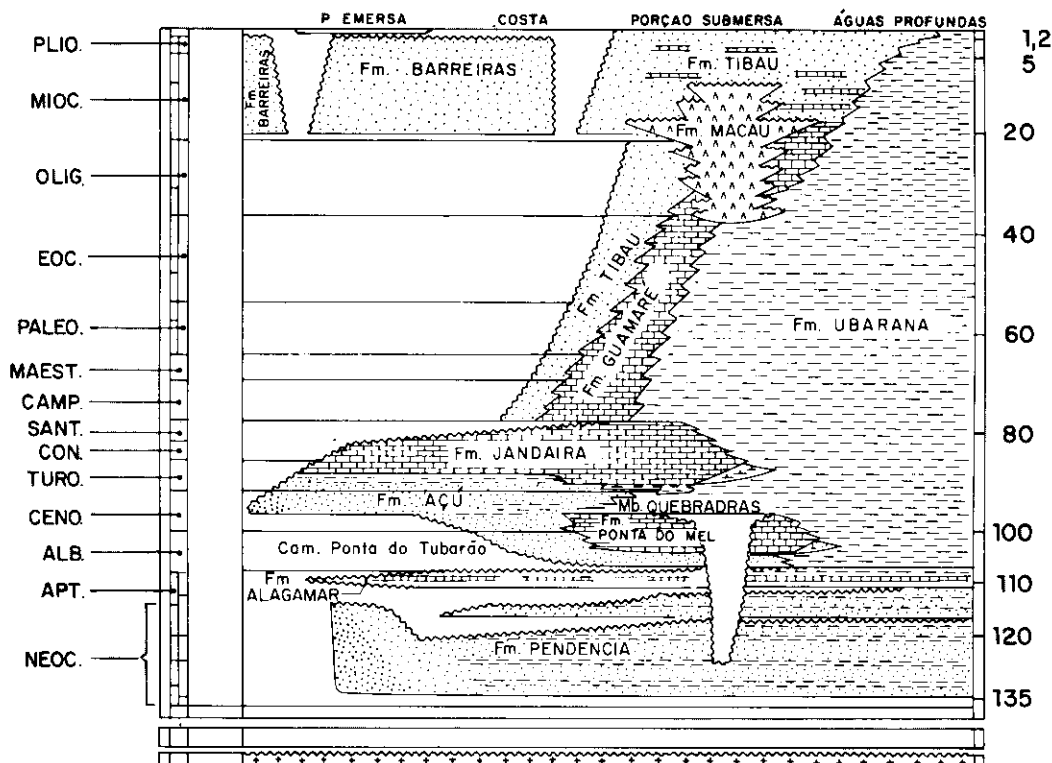 P EMERSA COSTA PORÇAO SUBMERSA ÁGUAS PROFUNDAS
PLIO.
MIOC.
OLIG.
EOC.
PALEO.
MAEST.
CAMP.
SANT.
CON.
TURO.
CENO.
ALB.
APT.
NEOC.
Fm.
BARREIRAS
Fm. BARREIRAS
Fm. TIBAU
Fm. MACAU
Fm. TIBAU
Fm. GUAMARÉ
Fm. UBARANA
Fm. JANDAIRA
Fm. AÇÚ
Mb. QUEBRADRAS
Fm
PONTA DO MEL
Cam. Ponta do Tubarão
Fm
ALAGAMAR
Fm. PENDENCIA
1,2
5
20
40
60
80
100
110
120
135